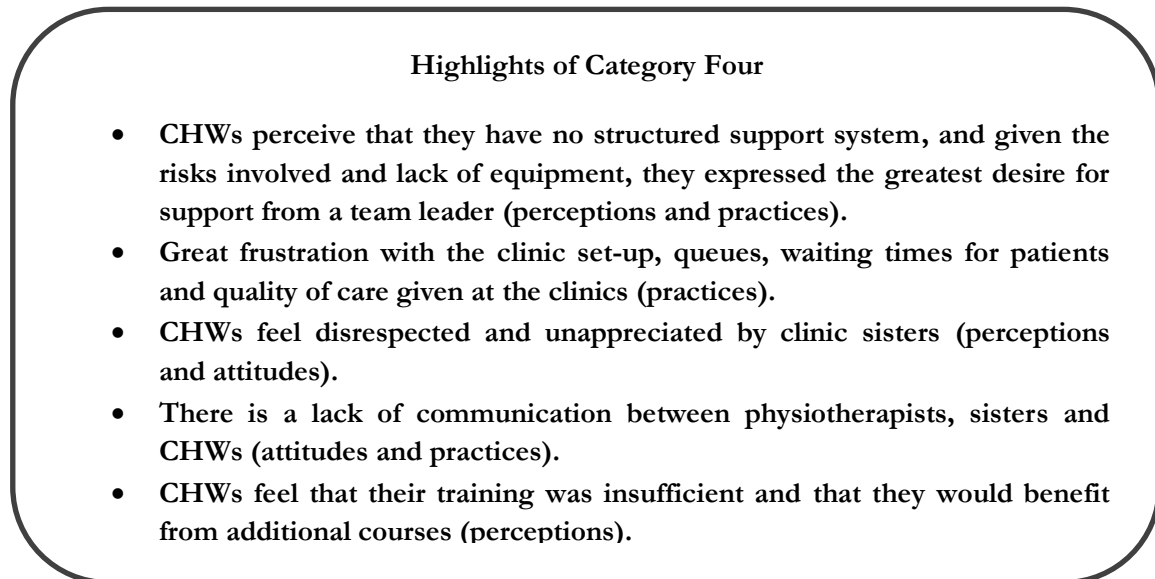 Highlights of Category Four
• CHWs perceive that they have no structured support system, and given the
risks involved and lack of equipment, they expressed the greatest desire for
support from a team leader (perceptions and practices).
• Great frustration with the clinic set-up, queues, waiting times for patients
and quality of care given at the clinics (practices).
• CHWs feel disrespected and unappreciated by clinic sisters (perceptions
and attitudes).
• There is a lack of communication between physiotherapists, sisters and
CHWs (attitudes and practices).
• CHWs feel that their training was insufficient and that they would benefit
from additional courses (perceptions).